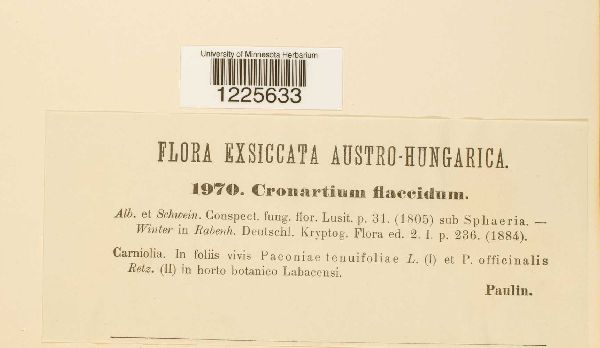 University of Minnesota Herbarium
1225633
FLORA EXSICCATA AUSTRO-HUNGARICA.
1970. Cronartium flaccidum.
Alb. et Schwein. Conspect. fung. flor. Lusit. p. 31. (1805) sub Sphaeria. —
Winter in Rabenh. Deutschl. Kryptog. Flora ed. 2. I. p. 236. (1884).
Carniolia. In foliis vivis Paeoniae tenuifoliae L. (I) et P. officinalis
Retz. (II) in horto botanico Labacensi.
Paulin.